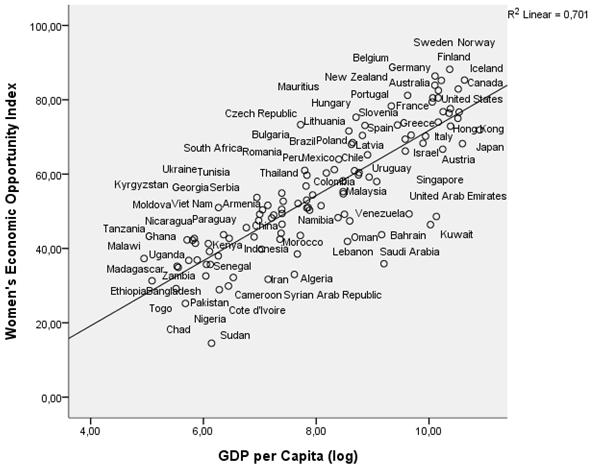 R² Linear = 0,701
100,00
80,00
60,00
40,00
20,00
0,00
Women's Economic Opportunity Index
Sweden Norway
Belgium Finland
Germany Iceland
New Zealand
Mauritius Australia Canada
Portugal
Hungary France United States
Czech Republic Lithuania Slovenia
Bulgaria Spain Greece Hong Kong
South Africa Brazil Poland Latvia Italy Japan
Romania Israel Austria
Peru Mexico Chile
Ukraine Tunisia Thailand Uruguay
Kyrgyzstan Georgia Serbia Colombia Singapore
Malaysia United Arab Emirates
Moldova Viet Nam Armenia
Tanzania Nicaragua Paraguay Namibia Venezuela
China
Malawi Ghana Kenya Indonesia Morocco Oman Bahrain Kuwait
Uganda Lebanon Saudi Arabia
Madagascar Zambia Senegal
Iran Algeria
Ethiopia Bangladesh
Togo Pakistan Cameroon Syrian Arab Republic
Nigeria Cote d'Ivoire
Chad
Sudan
4,00 6,00 8,00 10,00
GDP per Capita (log)